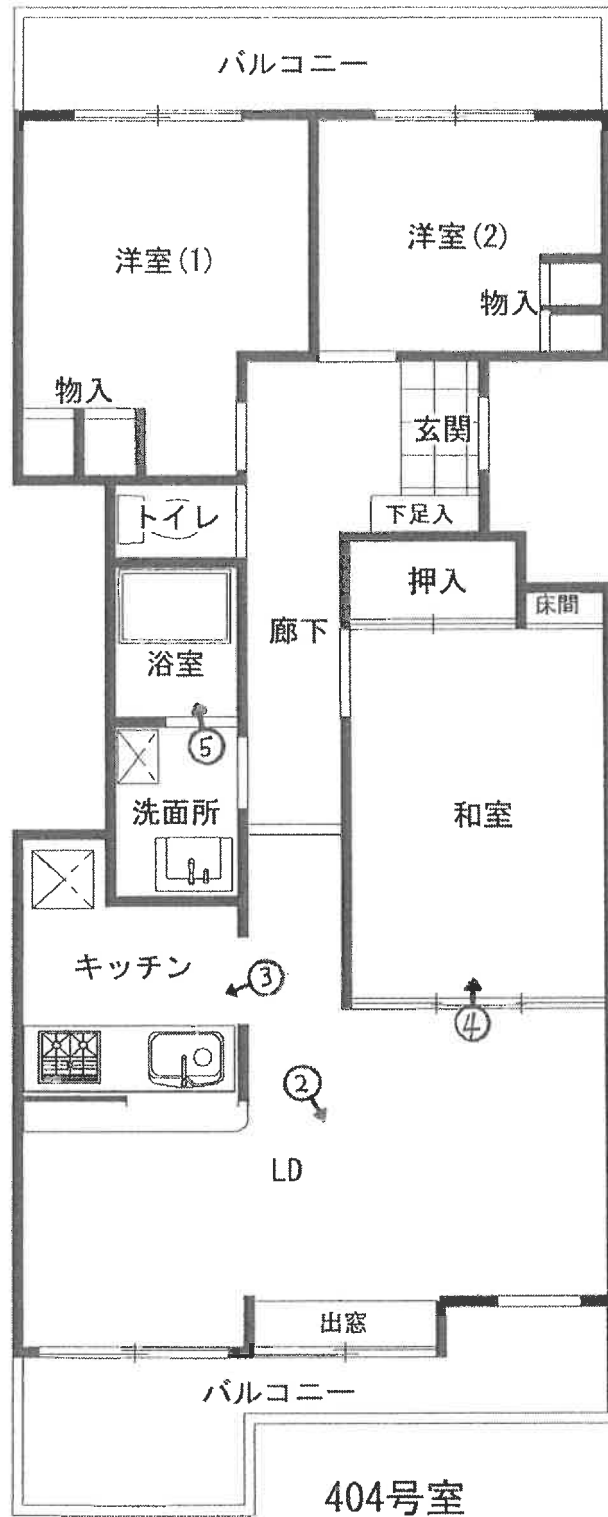 バルコニー
洋室(1)
洋室(2)
物入
物入
玄関
トイレ
下足入
押入
床間
廊下
浴室
⑤
洗面所
和室
キッチン
③
④
②
LD
出窓
バルコニー
404号室